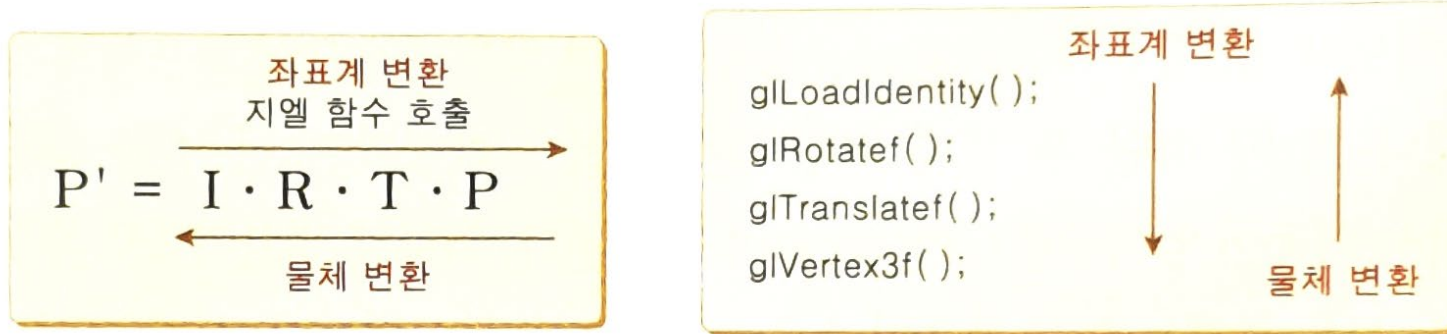 좌표계 변환
지엘 함수 호출
P' = I · R · T · P
물체 변환
좌표계 변환
glLoadIdentity( );
glRotatef( );
glTranslatef( );
glVertex3f( );
물체 변환